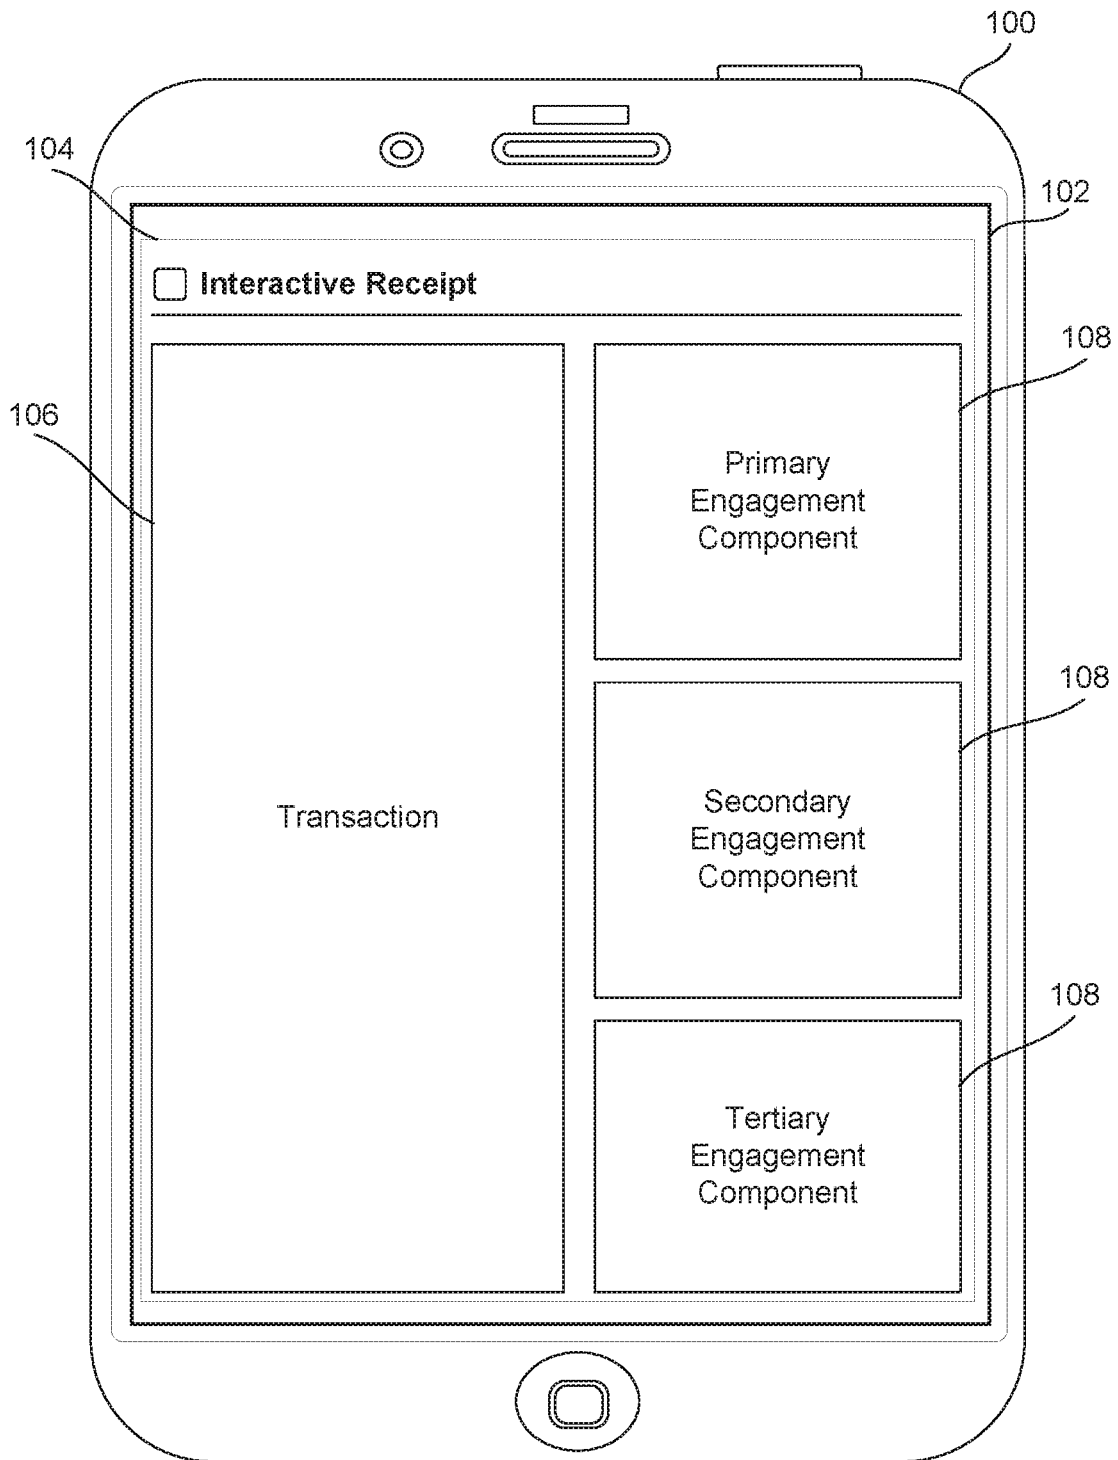 100
104
102
Interactive Receipt
108
106
Primary
Engagement
Component
108
Secondary
Engagement
Component
Transaction
108
Tertiary
Engagement
Component